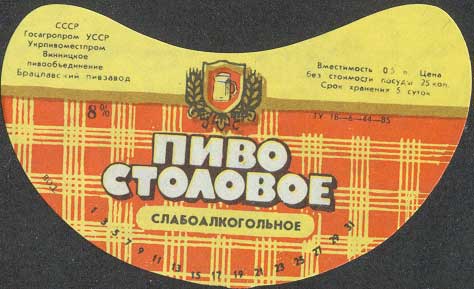 СССР
Госагропром УССР
Укрпивоместпром
Винницкое
пивообъединение
Брацлавский пивзавод
Вместимость 0,5 л. Цена
без стоимости посуды 25 коп.
Срок хранения 5 суток
8%
ТУ 18—6—44—85
ПИВО
СТОЛОВОЕ
СЛАБОАЛКОГОЛЬНОЕ
1 3 5 7 9 11 13 15 17 19 21 23 25 27 29 31